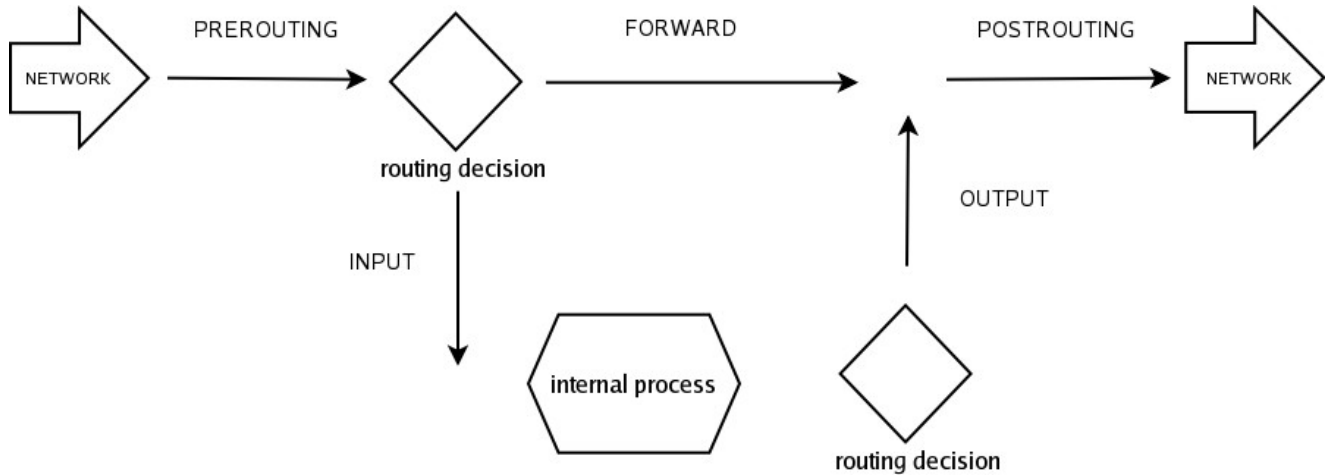 PREROUTING
FORWARD
POSTROUTING
NETWORK
NETWORK
routing decision
OUTPUT
INPUT
internal process
routing decision